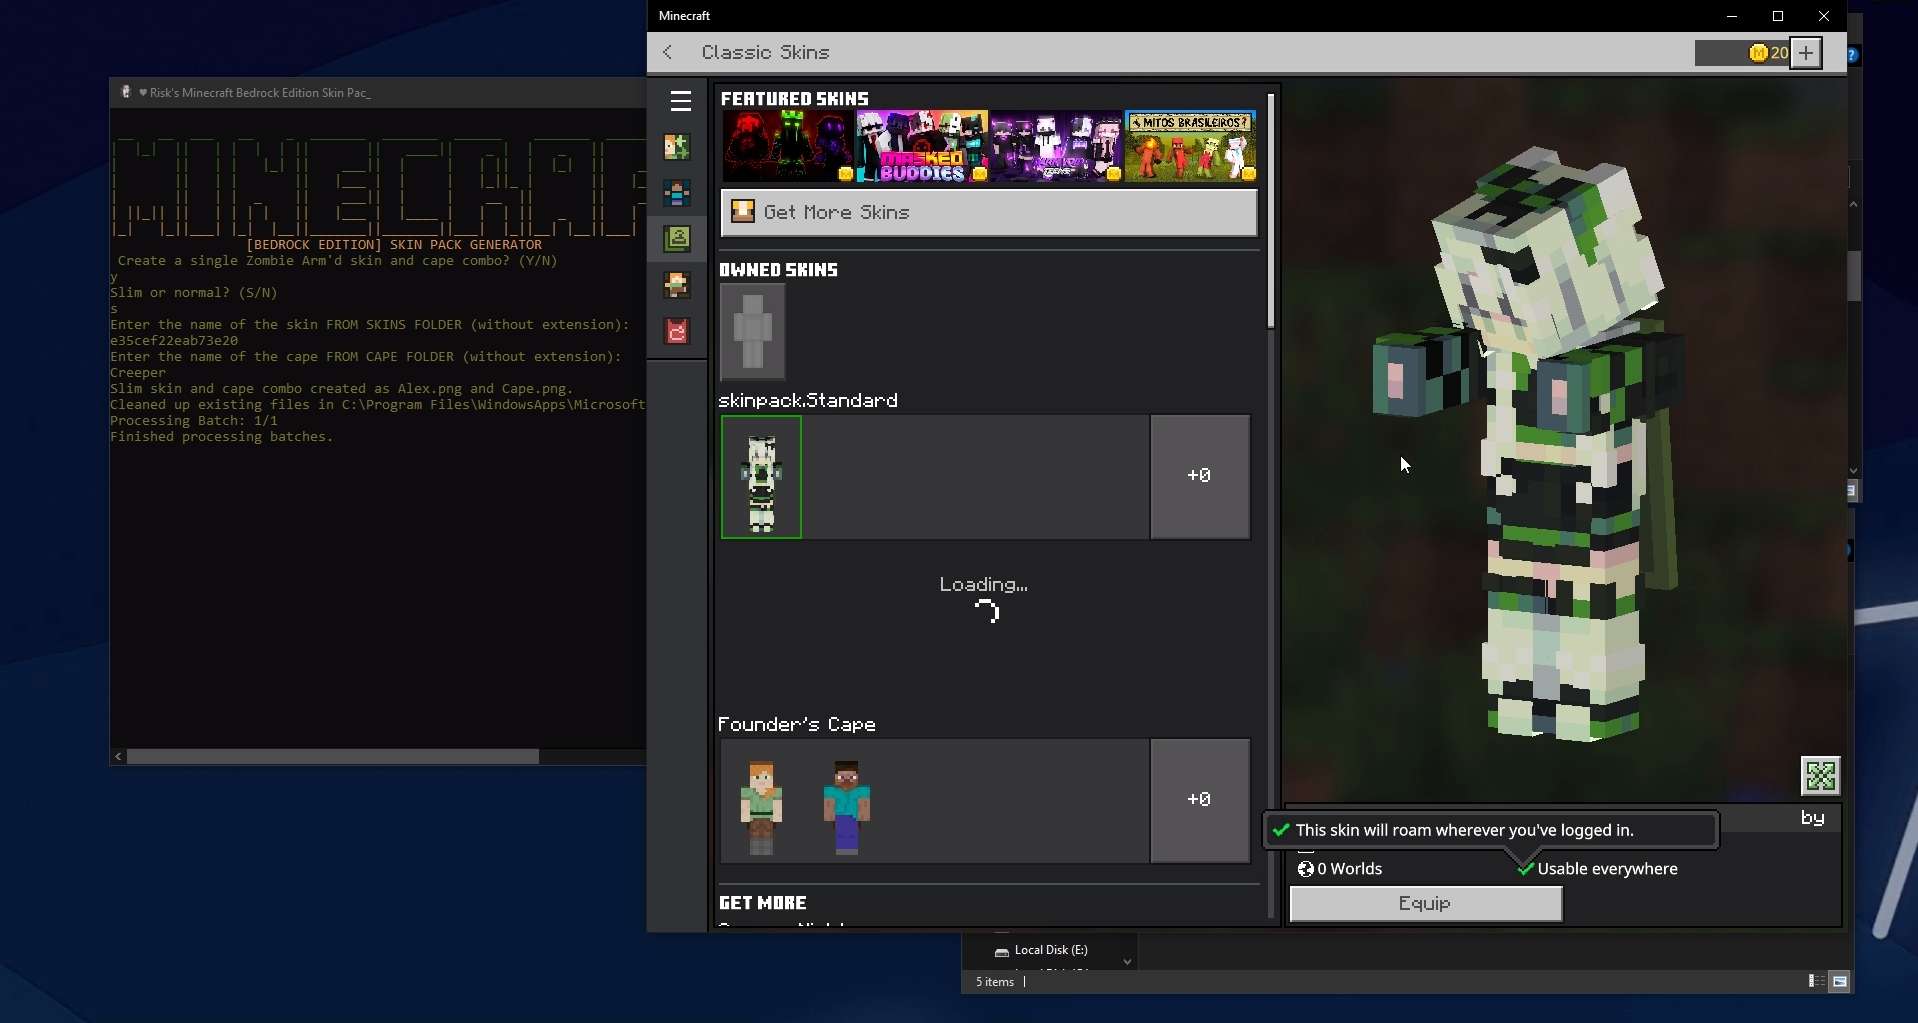 Minecraft
Classic Skins
20
+
♥ Risk's Minecraft Bedrock Edition Skin Pac_
MINECRAF
[BEDROCK EDITION] SKIN PACK GENERATOR
Create a single Zombie Arm'd skin and cape combo? (Y/N)
y
Slim or normal? (S/N)
s
Enter the name of the skin FROM SKINS FOLDER (without extension):
e35cef22eab73e20
Enter the name of the cape FROM CAPE FOLDER (without extension):
Creeper
Slim skin and cape combo created as Alex.png and Cape.png.
Cleaned up existing files in C:\Program Files\WindowsApps\Microsoft
Processing Batch: 1/1
Finished processing batches.
FEATURED SKINS
MASKED
BUDDIES
TEENS
MITOS BRASILEIROS
Get More Skins
OWNED SKINS
skinpack.Standard
+0
Loading...
Founder's Cape
+0
GET MORE
by
This skin will roam wherever you've logged in.
0 Worlds
Usable everywhere
Equip
Local Disk (E:)
5 items